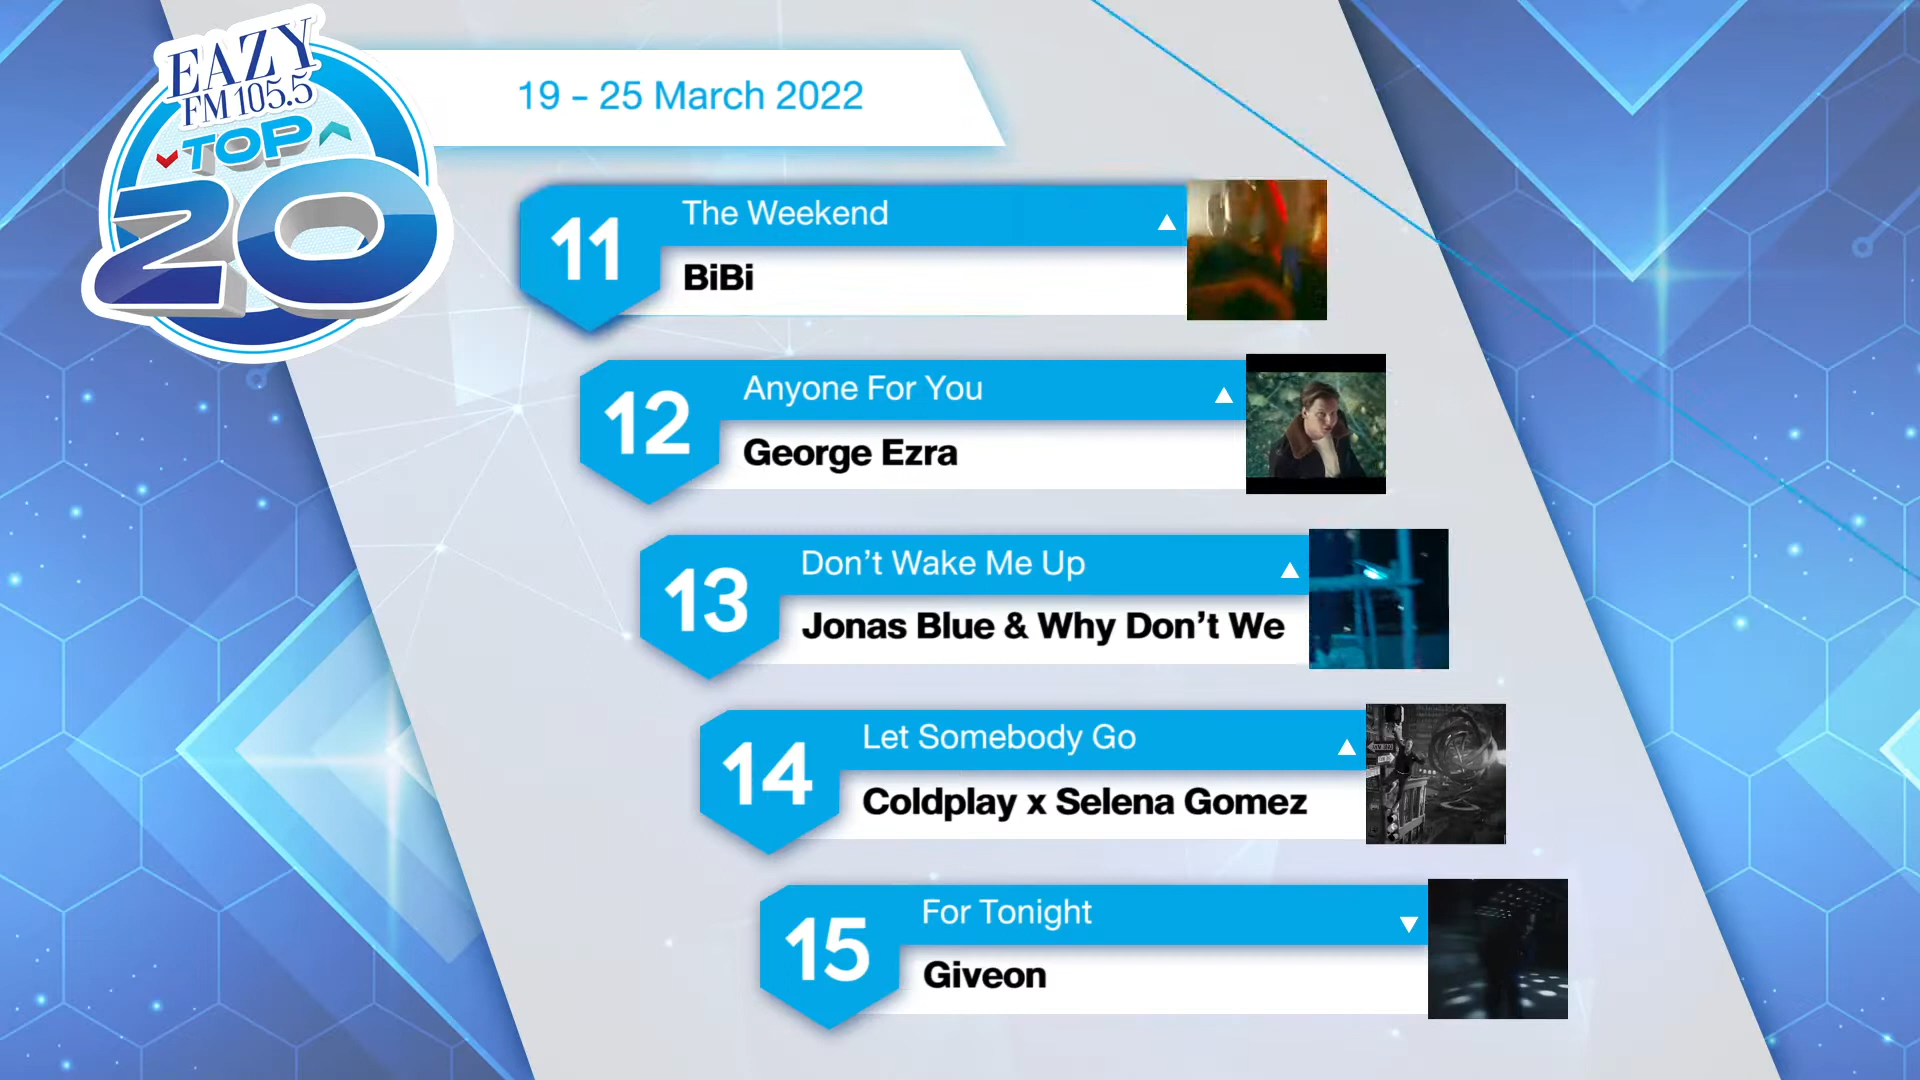 EAZY
FM 105.5
TOP
20
19 – 25 March 2022
11
The Weekend
BiBi
12
Anyone For You
George Ezra
13
Don’t Wake Me Up
Jonas Blue & Why Don’t We
14
Let Somebody Go
Coldplay x Selena Gomez
15
For Tonight
Giveon